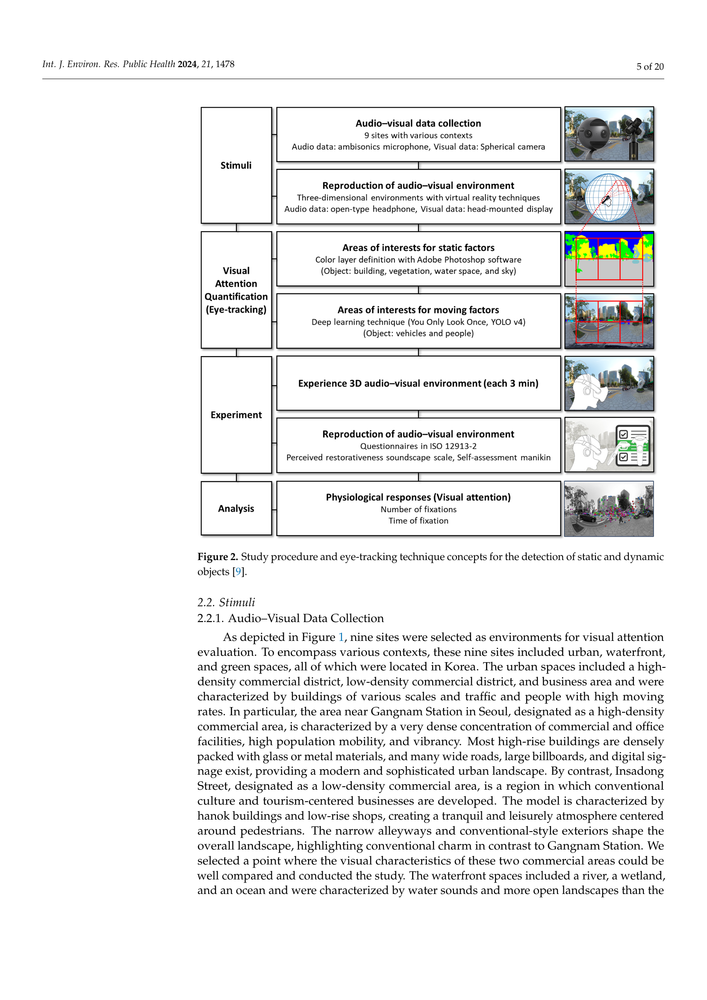 Int. J. Environ. Res. Public Health 2024, 21, 1478
5 of 20
Stimuli
Audio–visual data collection
9 sites with various contexts
Audio data: ambisonics microphone, Visual data: Spherical camera
Reproduction of audio–visual environment
Three-dimensional environments with virtual reality techniques
Audio data: open-type headphone, Visual data: head-mounted display
Visual
Attention
Quantification
(Eye-tracking)
Areas of interests for static factors
Color layer definition with Adobe Photoshop software
(Object: building, vegetation, water space, and sky)
Areas of interests for moving factors
Deep learning technique (You Only Look Once, YOLO v4)
(Object: vehicles and people)
Experiment
Experience 3D audio–visual environment (each 3 min)
Reproduction of audio–visual environment
Questionnaires in ISO 12913-2
Perceived restorativeness soundscape scale, Self-assessment manikin
Analysis
Physiological responses (Visual attention)
Number of fixations
Time of fixation
Figure 2. Study procedure and eye-tracking technique concepts for the detection of static and dynamic
objects [9].
2.2. Stimuli
2.2.1. Audio–Visual Data Collection
As depicted in Figure 1, nine sites were selected as environments for visual attention
evaluation. To encompass various contexts, these nine sites included urban, waterfront,
and green spaces, all of which were located in Korea. The urban spaces included a high-
density commercial district, low-density commercial district, and business area and were
characterized by buildings of various scales and traffic and people with high moving
rates. In particular, the area near Gangnam Station in Seoul, designated as a high-density
commercial area, is characterized by a very dense concentration of commercial and office
facilities, high population mobility, and vibrancy. Most high-rise buildings are densely
packed with glass or metal materials, and many wide roads, large billboards, and digital sig-
nage exist, providing a modern and sophisticated urban landscape. By contrast, Insadong
Street, designated as a low-density commercial area, is a region in which conventional
culture and tourism-centered businesses are developed. The model is characterized by
hanok buildings and low-rise shops, creating a tranquil and leisurely atmosphere centered
around pedestrians. The narrow alleyways and conventional-style exteriors shape the
overall landscape, highlighting conventional charm in contrast to Gangnam Station. We
selected a point where the visual characteristics of these two commercial areas could be
well compared and conducted the study. The waterfront spaces included a river, a wetland,
and an ocean and were characterized by water sounds and more open landscapes than the